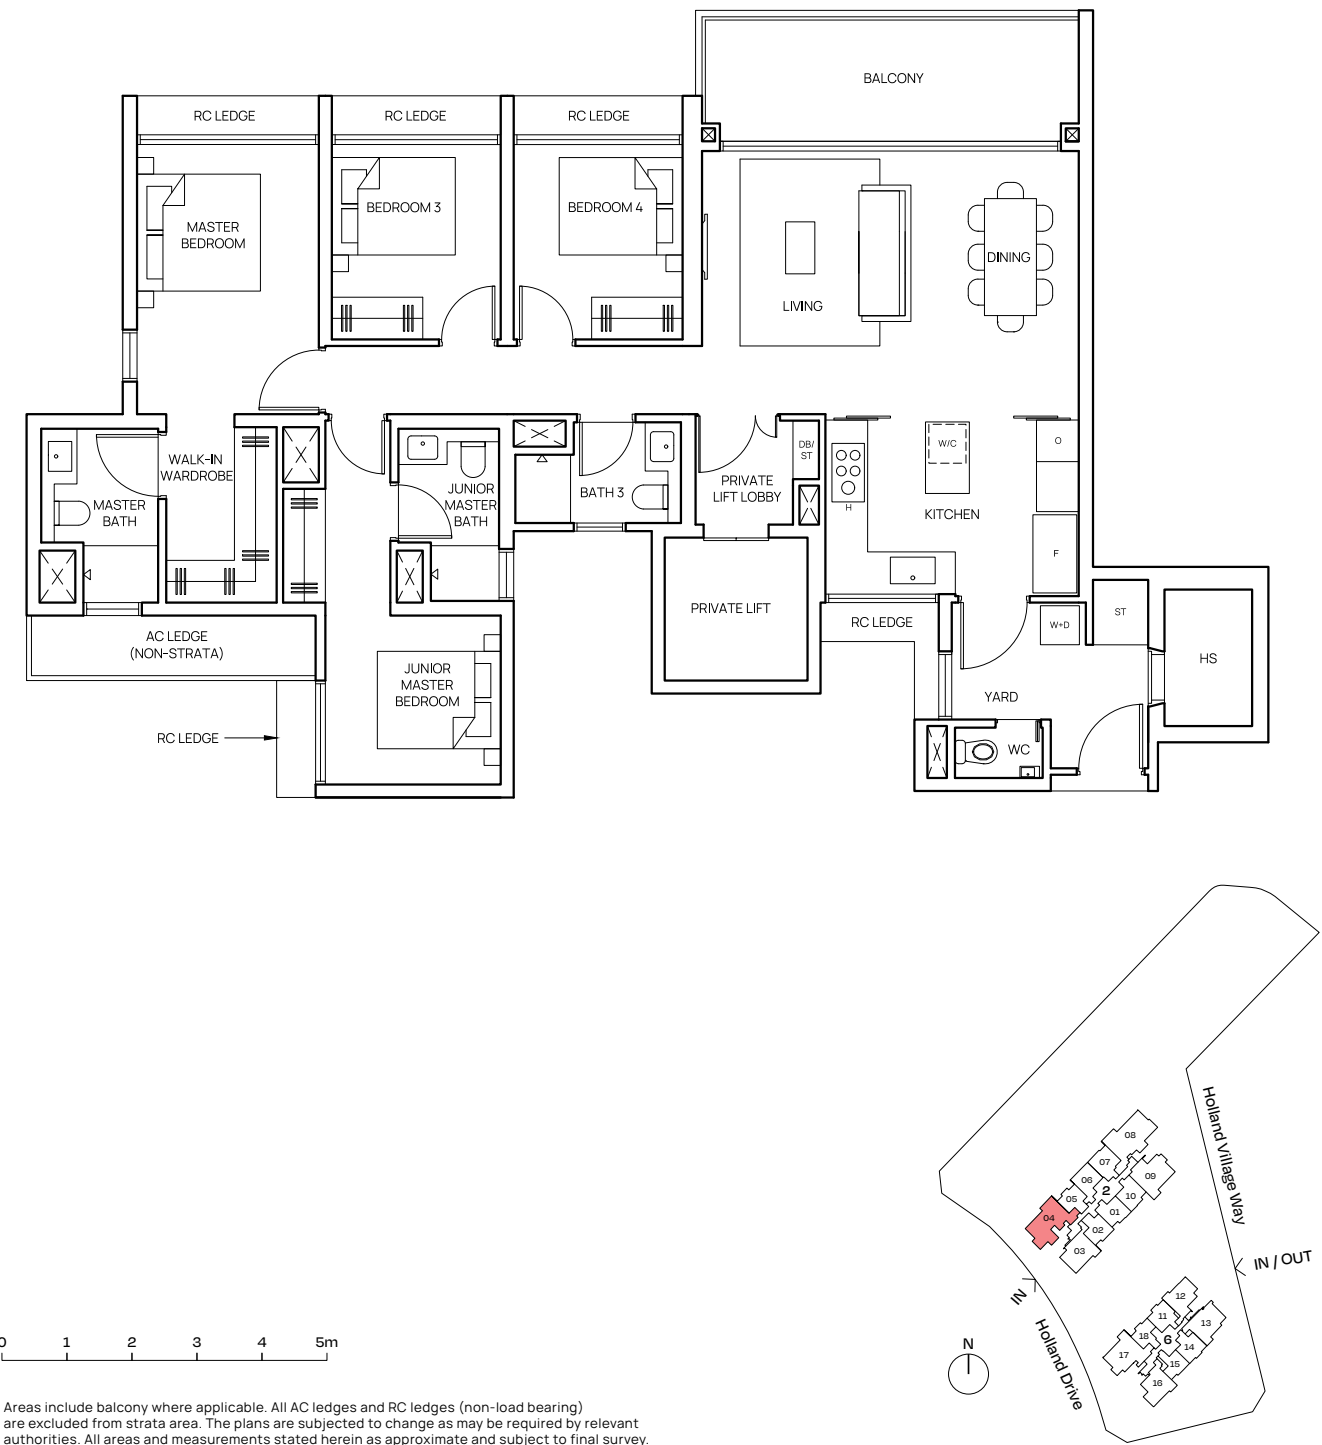 BALCONY
RC LEDGE
RC LEDGE
RC LEDGE
MASTER
BEDROOM
BEDROOM 3
BEDROOM 4
LIVING
DINING
WALK-IN
WARDROBE
MASTER
BATH
JUNIOR
MASTER
BATH
BATH 3
PRIVATE
LIFT LOBBY
DB/
ST
H
W/C
O
KITCHEN
F
AC LEDGE
(NON-STRATA)
PRIVATE LIFT
RC LEDGE
W+D
ST
HS
JUNIOR
MASTER
BEDROOM
YARD
RC LEDGE
WC
Holland Village Way
08
07
09
06
2
10
05
01
04
02
03
IN
IN / OUT
12
11
13
18
6
14
17
15
16
Holland Drive
N
0 1 2 3 4 5m
Areas include balcony where applicable. All AC ledges and RC ledges (non-load bearing)
are excluded from strata area. The plans are subjected to change as may be required by relevant
authorities. All areas and measurements stated herein as approximate and subject to final survey.